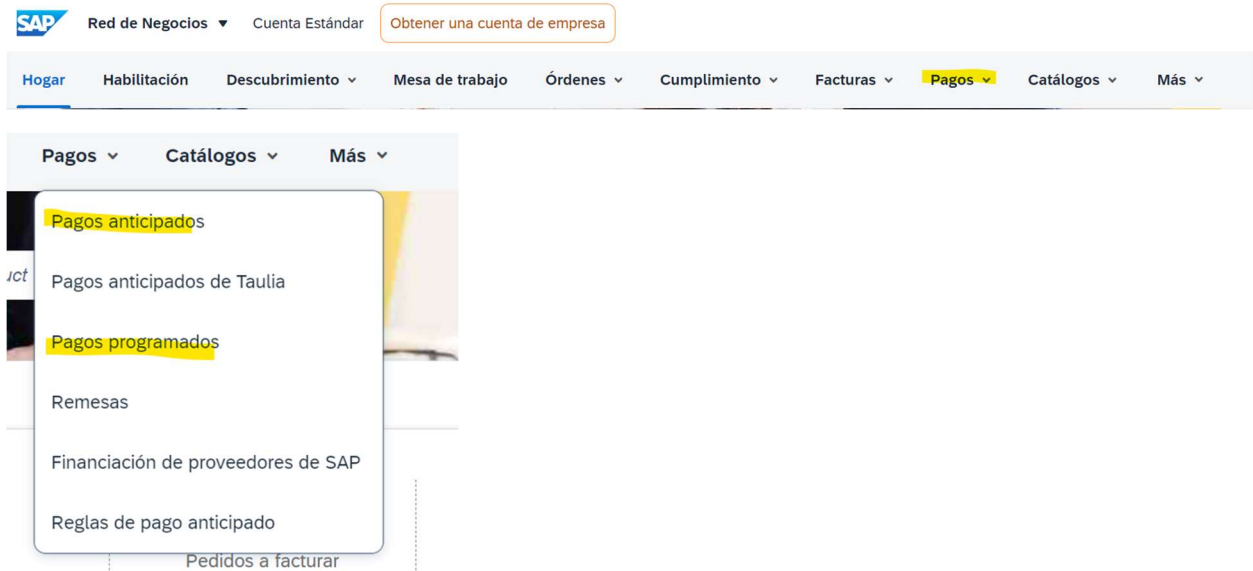 SAP Red de Negocios Cuenta Estándar Obtener una cuenta de empresa
Hogar Habilitación Descubrimiento Mesa de trabajo Órdenes Cumplimiento Facturas Pagos Catálogos Más
Pagos Catálogos Más
Pagos anticipados
uct
Pagos anticipados de Taulia
Pagos programados
Remesas
Financiación de proveedores de SAP
Reglas de pago anticipado
Pedidos a facturar